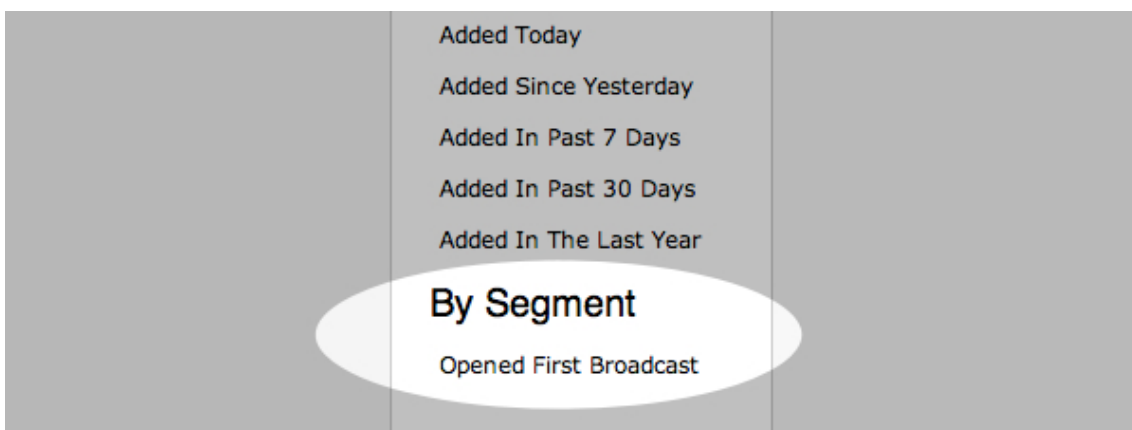 Added Today
Added Since Yesterday
Added In Past 7 Days
Added In Past 30 Days
Added In The Last Year
By Segment
Opened First Broadcast